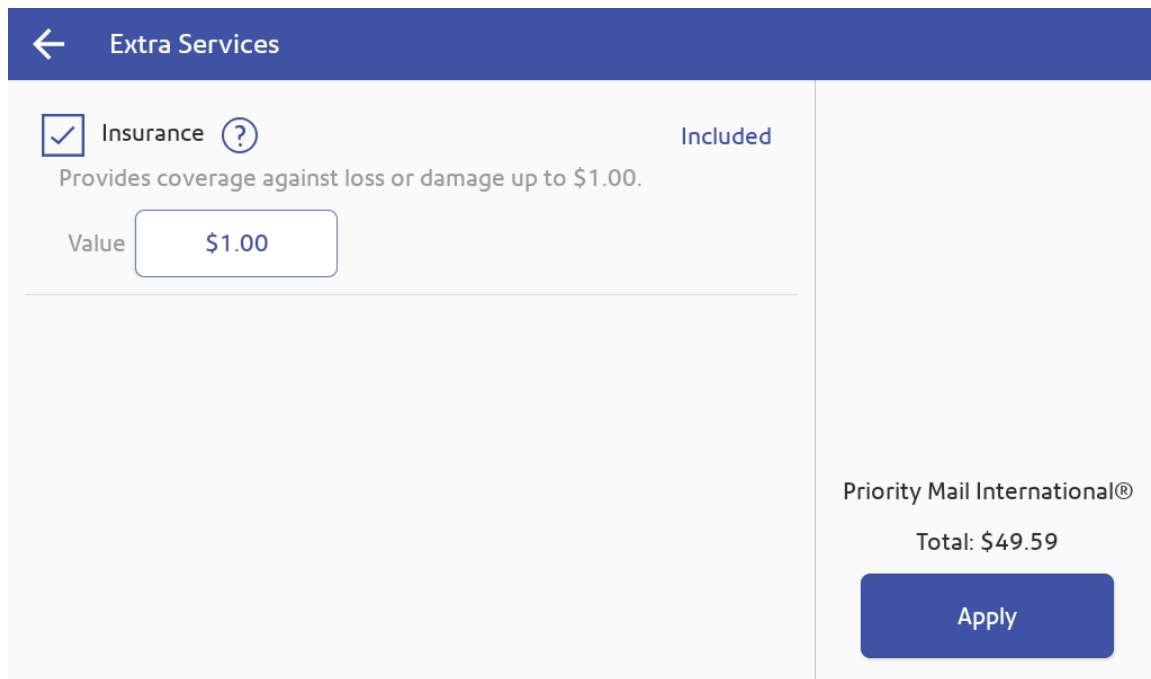 Extra Services
Insurance ? Included
Provides coverage against loss or damage up to $1.00.
Value $1.00
Priority Mail International®
Total: $49.59
Apply